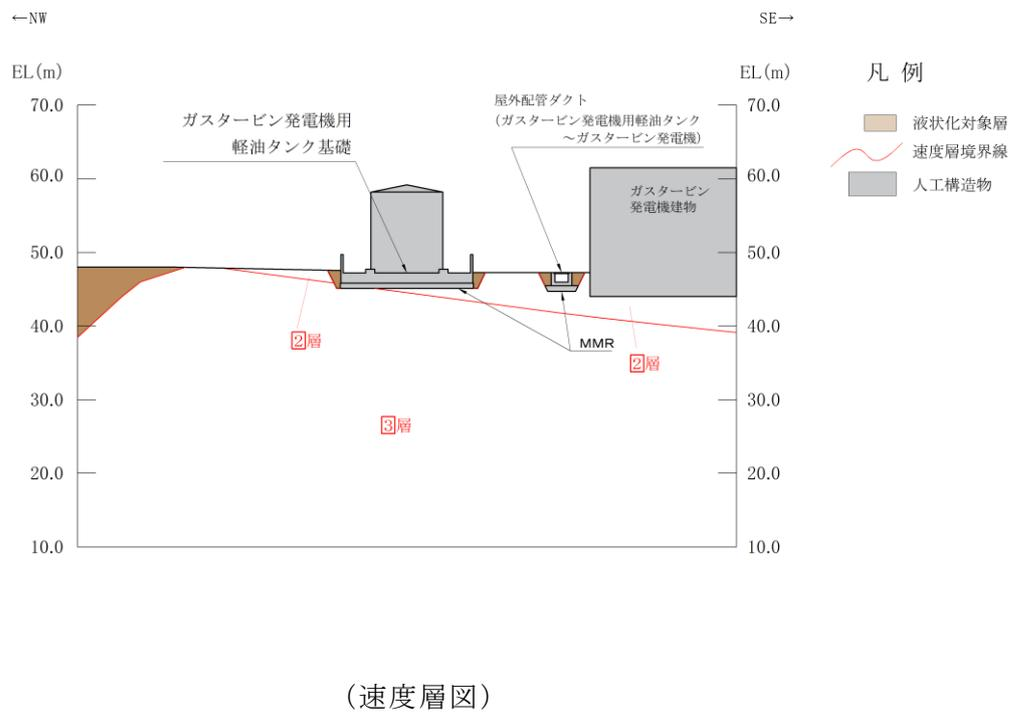 ←NW
SE→
EL(m)
EL(m)
凡 例
70.0
60.0
50.0
40.0
30.0
20.0
10.0
ガスタービン発電機用
軽油タンク基礎
屋外配管ダクト
(ガスタービン発電機用軽油タンク
～ガスタービン発電機)
ガスタービン
発電機建物
MMR
2層
2層
3層
70.0
60.0
50.0
40.0
30.0
20.0
10.0
液状化対象層
速度層境界線
人工構造物
(速度層図)